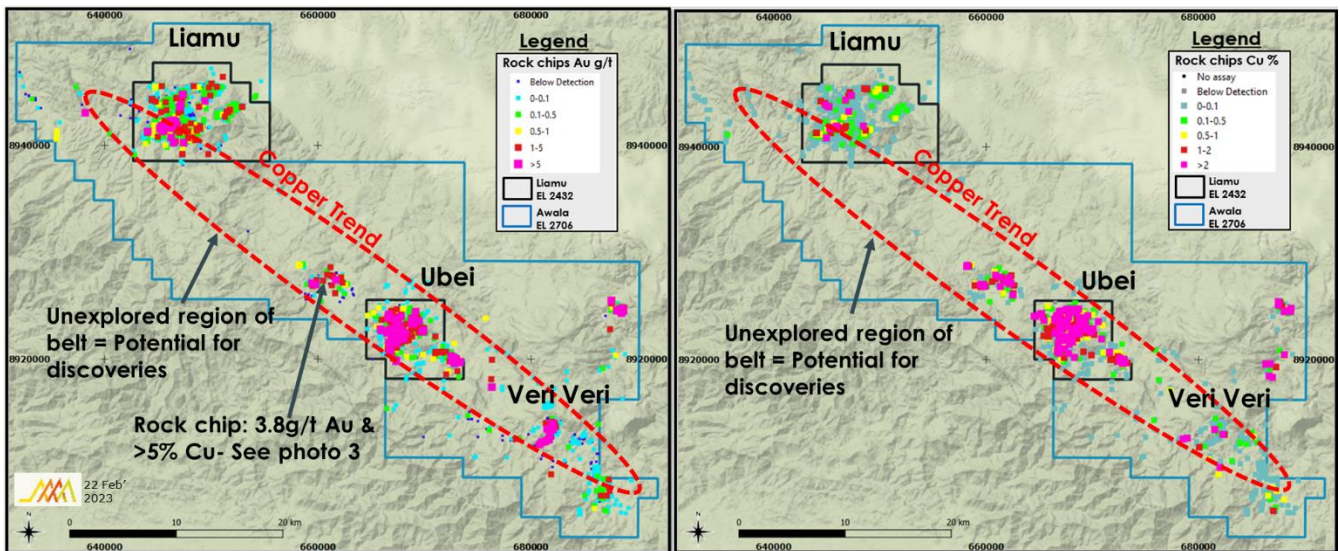 640000
660000
680000
Liamu
Legend
Rock chips Au g/t
Below Detection
0-0.1
0.1-0.5
0.5-1
1-5
>5
Liamu
EL 2432
Awala
EL 2706
8940000
Copper Trend
Ubei
Unexplored region of
belt = Potential for
discoveries
8920000
Veri Veri
Rock chip: 3.8g/t Au &
>5% Cu- See photo 3
22 Feb'
2023
0
10
20 km
640000
660000
680000
640000
660000
680000
Liamu
Legend
Rock chips Cu %
No assay
Below Detection
0-0.1
0.1-0.5
0.5-1
1-2
>2
Liamu
EL 2432
Awala
EL 2706
8940000
8940000
Copper Trend
Ubei
Unexplored region of
belt = Potential for
discoveries
8920000
8920000
Veri Veri
0
10
20 km
640000
660000
680000